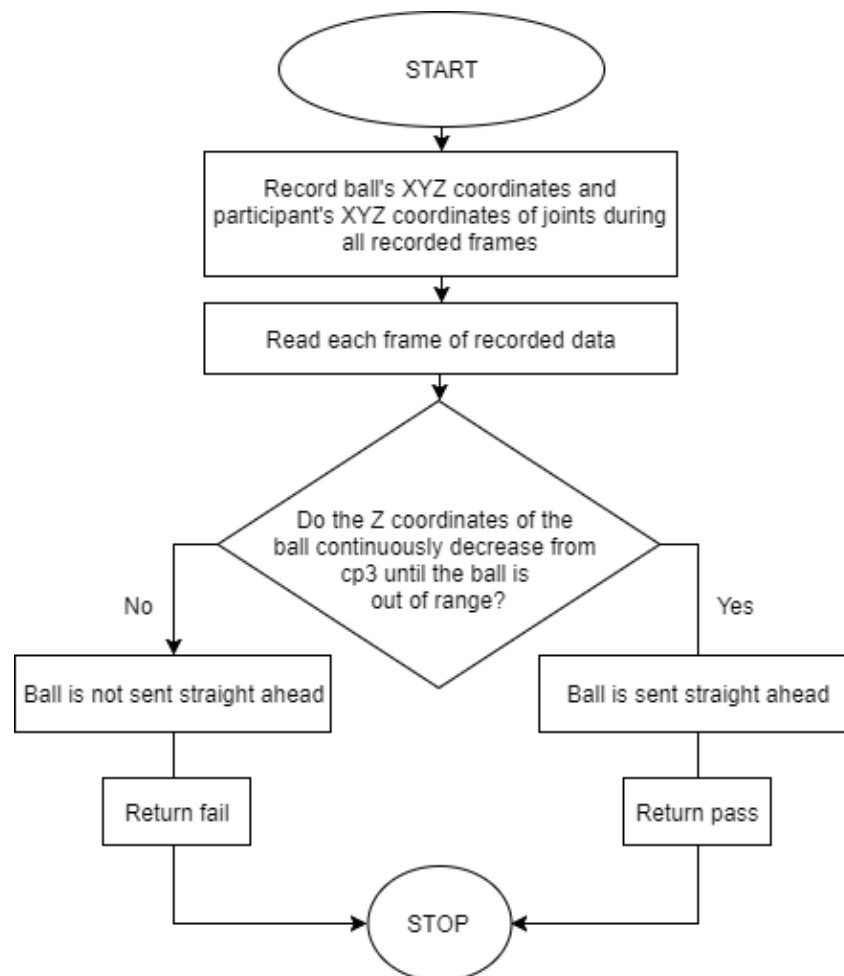 START
Record ball's XYZ coordinates and
participant's XYZ coordinates of joints during
all recorded frames
Read each frame of recorded data
Do the Z coordinates of the
ball continuously decrease from
cp3 until the ball is
out of range?
No
Yes
Ball is not sent straight ahead
Ball is sent straight ahead
Return fail
Return pass
STOP